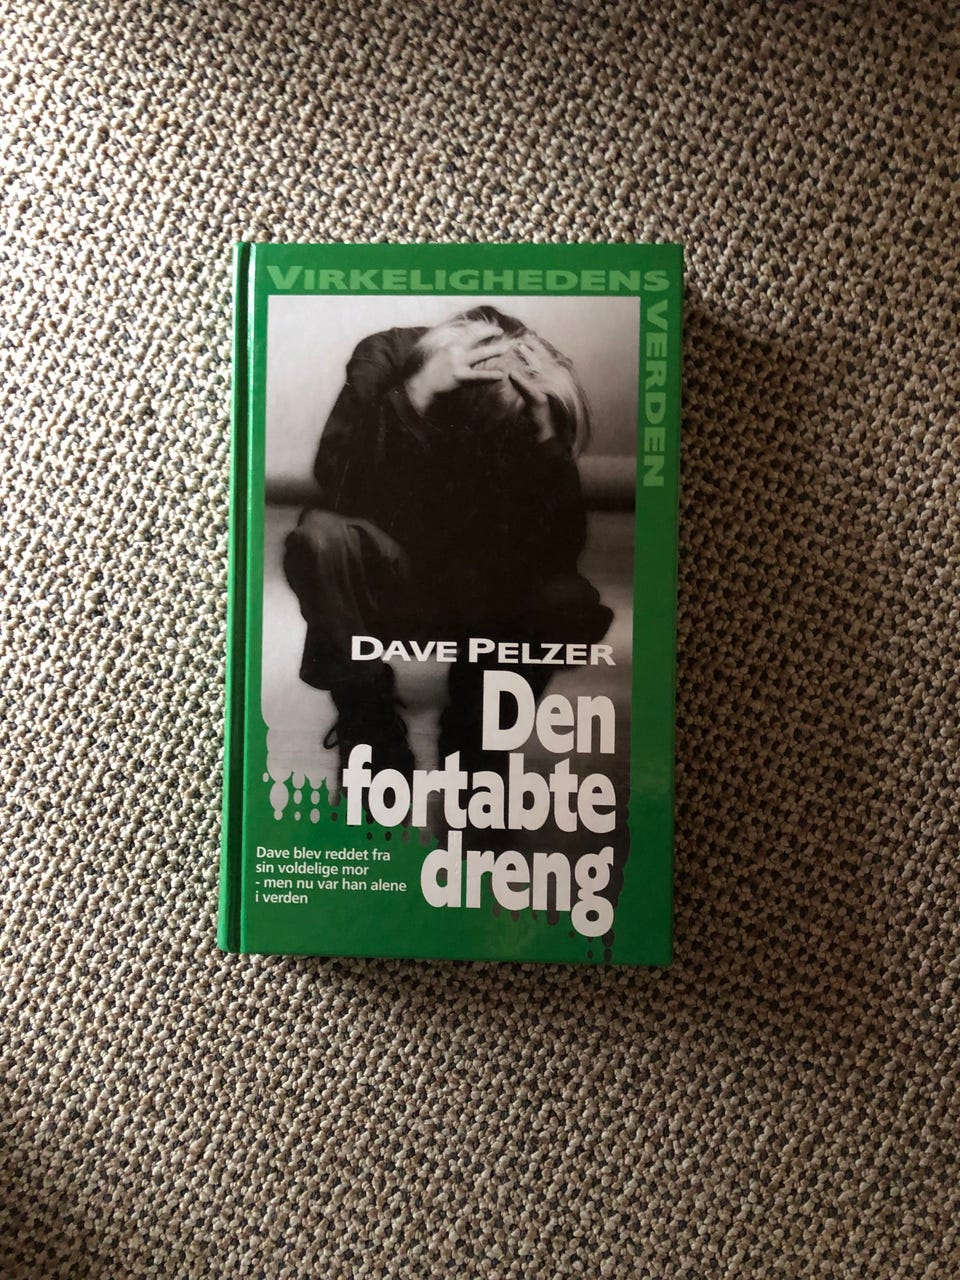 VIRKELIGHEDENS
VERDEN
DAVE PELZER
Den
fortabte
dreng
Dave blev reddet fra
sin voldelige mor
- men nu var han alene
i verden